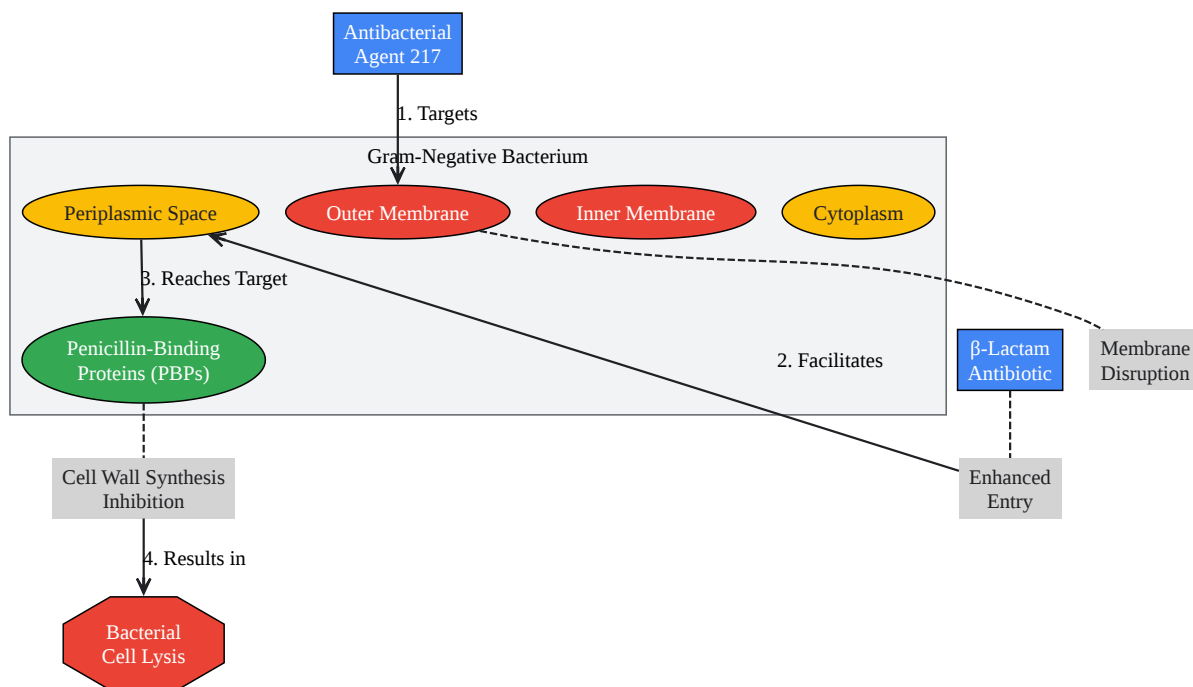 Antibacterial
Agent 217
1. Targets
Gram-Negative Bacterium
Periplasmic Space
Outer Membrane
Inner Membrane
Cytoplasm
3. Reaches Target
Penicillin-Binding
Proteins (PBPs)
2. Facilitates
β-Lactam
Antibiotic
Membrane
Disruption
Cell Wall Synthesis
Inhibition
Enhanced
Entry
4. Results in
Bacterial
Cell Lysis